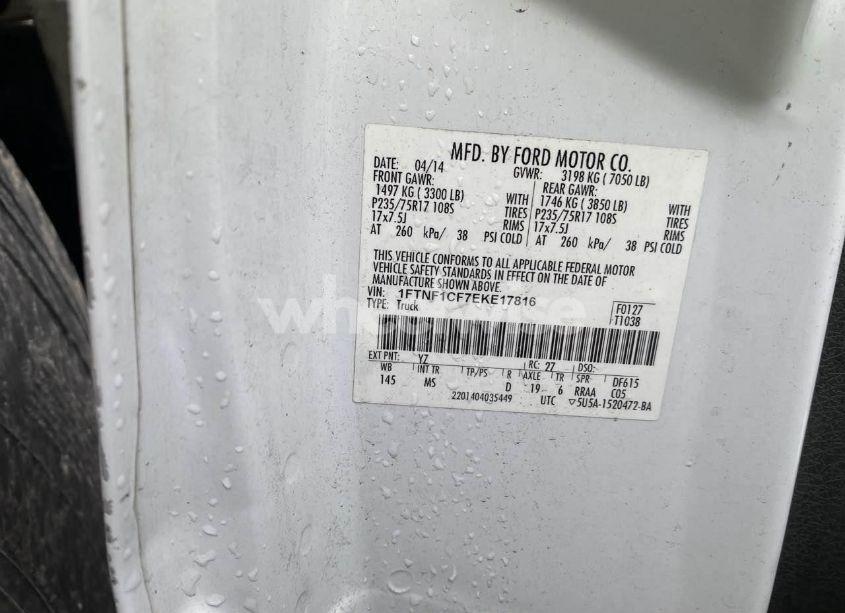 MFD. BY FORD MOTOR CO.
DATE: 04/14 GVWR: 3198 KG ( 7050 LB)
FRONT GAWR: REAR GAWR:
1497 KG ( 3300 LB) WITH 1746 KG ( 3850 LB) WITH
P235/75R17 108S TIRES P235/75R17 108S TIRES
17x7.5J RIMS 17x7.5J RIMS
AT 260 kPa/ 38 PSI COLD AT 260 kPa/ 38 PSI COLD
THIS VEHICLE CONFORMS TO ALL APPLICABLE FEDERAL MOTOR
VEHICLE SAFETY STANDARDS IN EFFECT ON THE DATE OF
MANUFACTURE SHOWN ABOVE.
VIN: 1FTNF1CF7EKE17816 F0127
TYPE: Truck T1038
EXT PNT: YZ RC: 27 DSO:
WB INT TR TP/PS R AXLE TR SPR DF615
145 MS D 19 6 RRAA C05
2201404035449 UTC ▽5U5A-1520472-BA